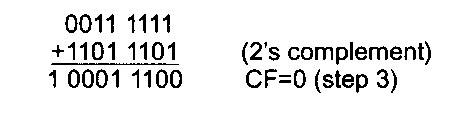 0011 1111
+1101 1101 (2's complement)
1 0001 1100 CF=0 (step 3)